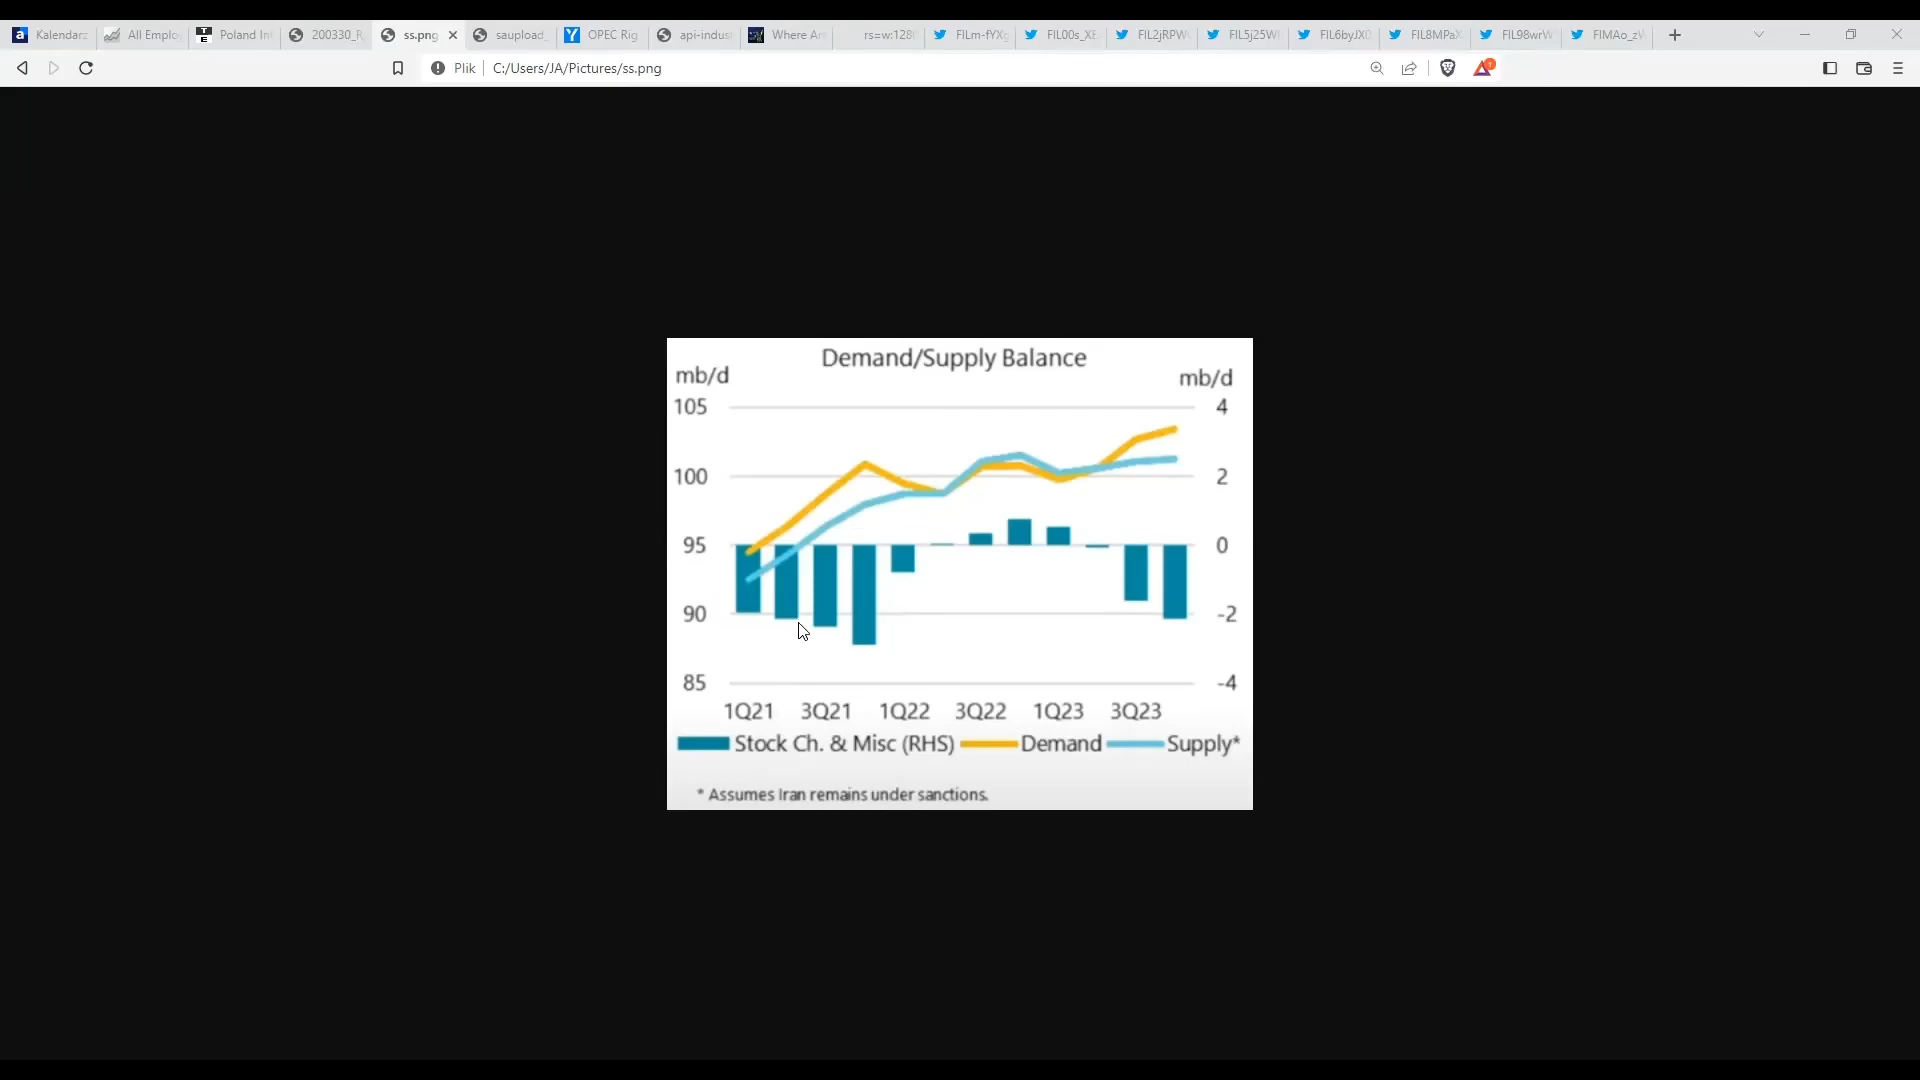 Kalendarz
All Emplo
Poland In
200330_R
ss.png
saupload_
OPEC Rig
api-indust
Where Ar
rs=w:128
FILm-fYX
FIL00s_XE
FIL2jRPW
FIL5j25W
FIL6byJX
FIL8MPaX
FIL98wrW
FIMAo_z
Plik
C:/Users/JA/Pictures/ss.png
Demand/Supply Balance
mb/d
mb/d
105
4
100
2
95
0
90
-2
85
-4
1Q21 3Q21 1Q22 3Q22 1Q23 3Q23
Stock Ch. & Misc (RHS) Demand Supply*
* Assumes Iran remains under sanctions.